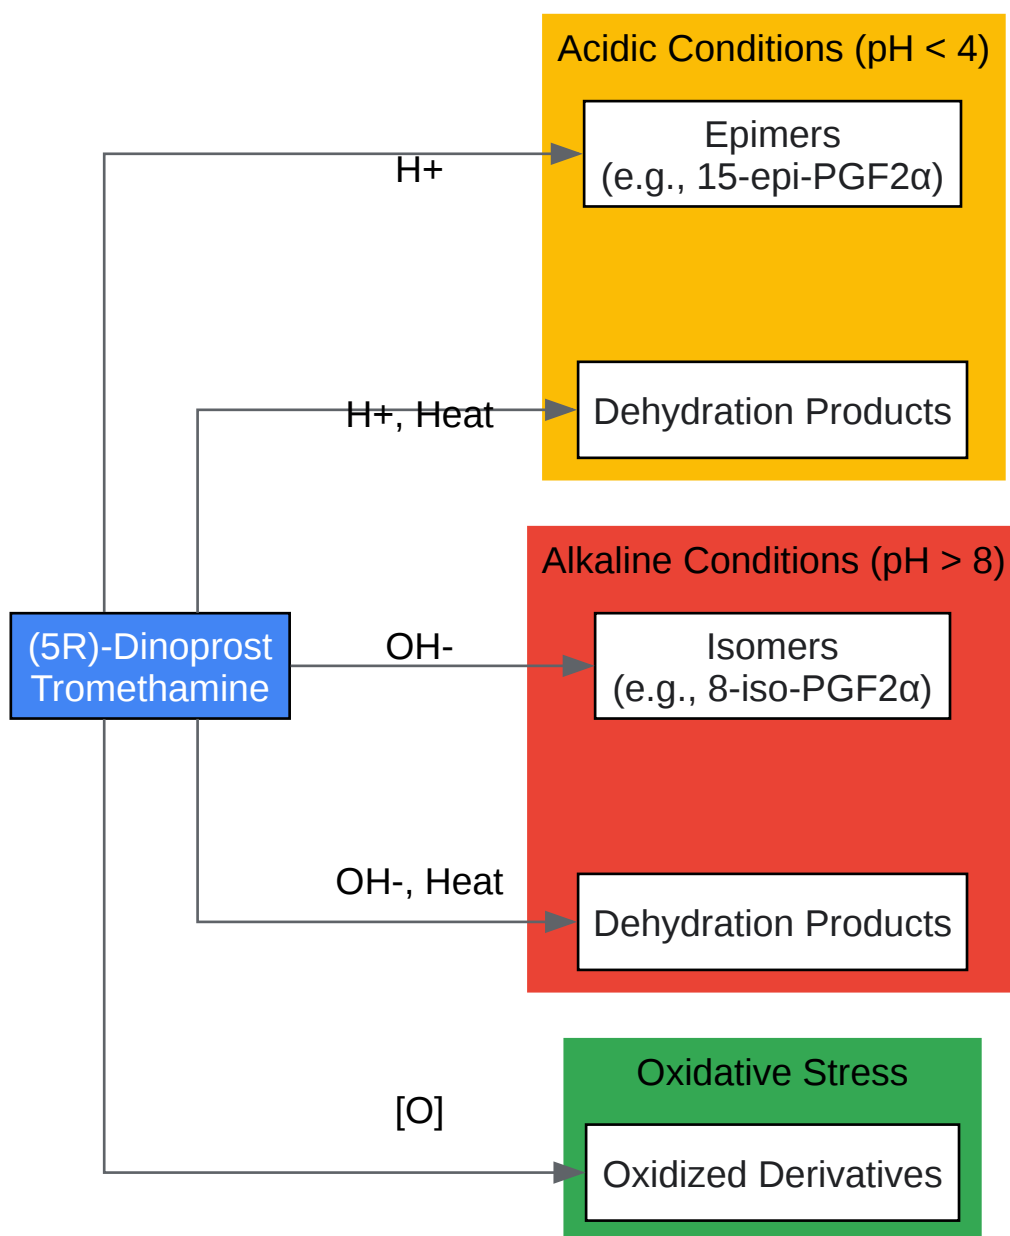 Acidic Conditions (pH < 4)
Epimers
(e.g., 15-epi-PGF2α)
H+
H+, Heat
Dehydration Products
Alkaline Conditions (pH > 8)
(5R)-Dinoprost
Tromethamine
OH-
Isomers
(e.g., 8-iso-PGF2α)
OH-, Heat
Dehydration Products
Oxidative Stress
[O]
Oxidized Derivatives